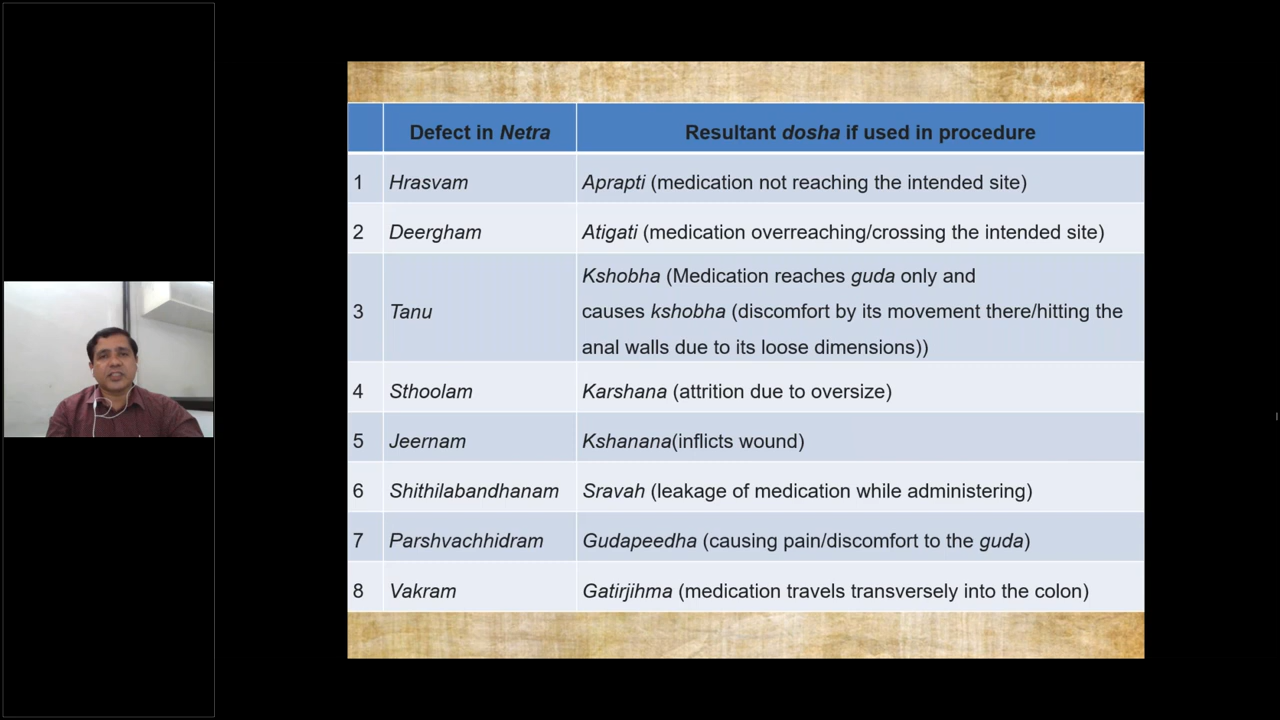 Defect in Netra Resultant dosha if used in procedure
1 Hrasvam Aprapti (medication not reaching the intended site)
2 Deergham Atigati (medication overreaching/crossing the intended site)
3 Tanu Kshobha (Medication reaches guda only and
causes kshobha (discomfort by its movement there/hitting the
anal walls due to its loose dimensions))
4 Sthoolam Karshana (attrition due to oversize)
5 Jeernam Kshanana(inflicts wound)
6 Shithilabandhanam Sravah (leakage of medication while administering)
7 Parshvachhidram Gudapeedha (causing pain/discomfort to the guda)
8 Vakram Gatirjihma (medication travels transversely into the colon)